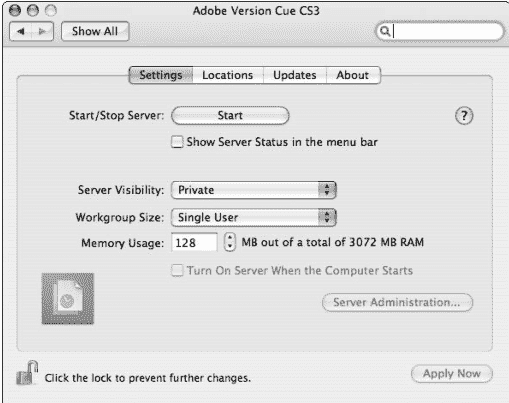 Adobe Version Cue CS3
Show All
Settings Locations Updates About
Start/Stop Server: Start ?
Show Server Status in the menu bar
Server Visibility: Private
Workgroup Size: Single User
Memory Usage: 128 MB out of a total of 3072 MB RAM
Turn On Server When the Computer Starts
Server Administration...
Click the lock to prevent further changes. Apply Now